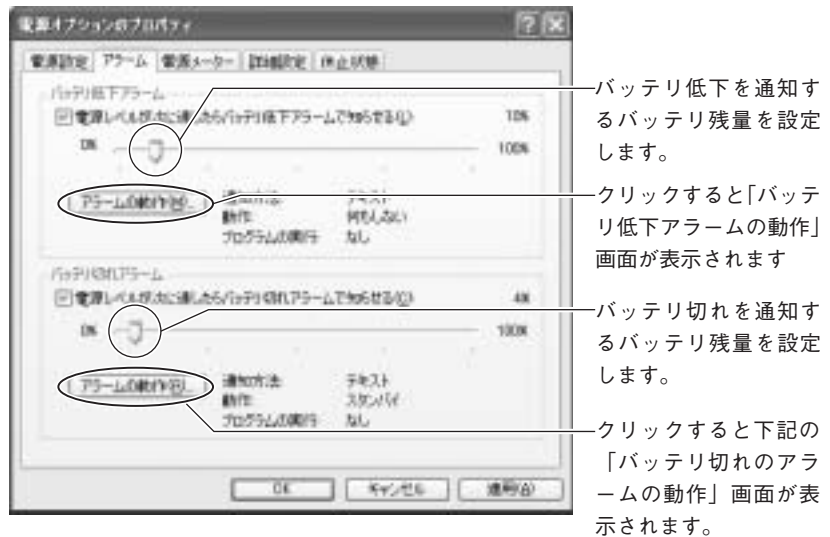 電源オプションのプロパティ
電源設定 アラーム 電源メーター 詳細設定 休止状態
バッテリ低下アラーム
電源レベルが次に達したらバッテリ低下アラームで知らせる(L) 10%
0% 100%
アラームの動作(M)... 通知方法: テキスト
動作: 何もしない
プログラムの実行: なし
バッテリ切れアラーム
電源レベルが次に達したらバッテリ切れアラームで知らせる(C) 4%
0% 100%
アラームの動作(R)... 通知方法: テキスト
動作: スタンバイ
プログラムの実行: なし
OK キャンセル 適用(A)
バッテリ低下を通知す
るバッテリ残量を設定
します。
クリックすると「バッテ
リ低下アラームの動作」
画面が表示されます
バッテリ切れを通知す
るバッテリ残量を設定
します。
クリックすると下記の
「バッテリ切れのアラ
ームの動作」画面が表
示されます。